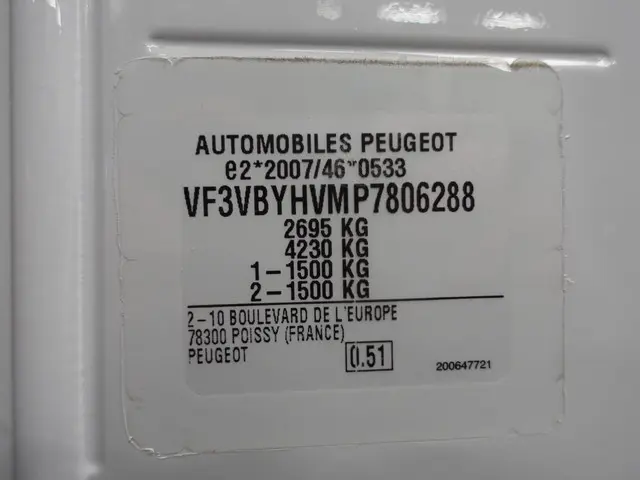 AUTOMOBILES PEUGEOT
e2*2007/46*0533
VF3VBYHVMP7806288
2695 KG
4230 KG
1-1500 KG
2-1500 KG
2-10 BOULEVARD DE L'EUROPE
78300 POISSY (FRANCE)
PEUGEOT
0.51
200647721